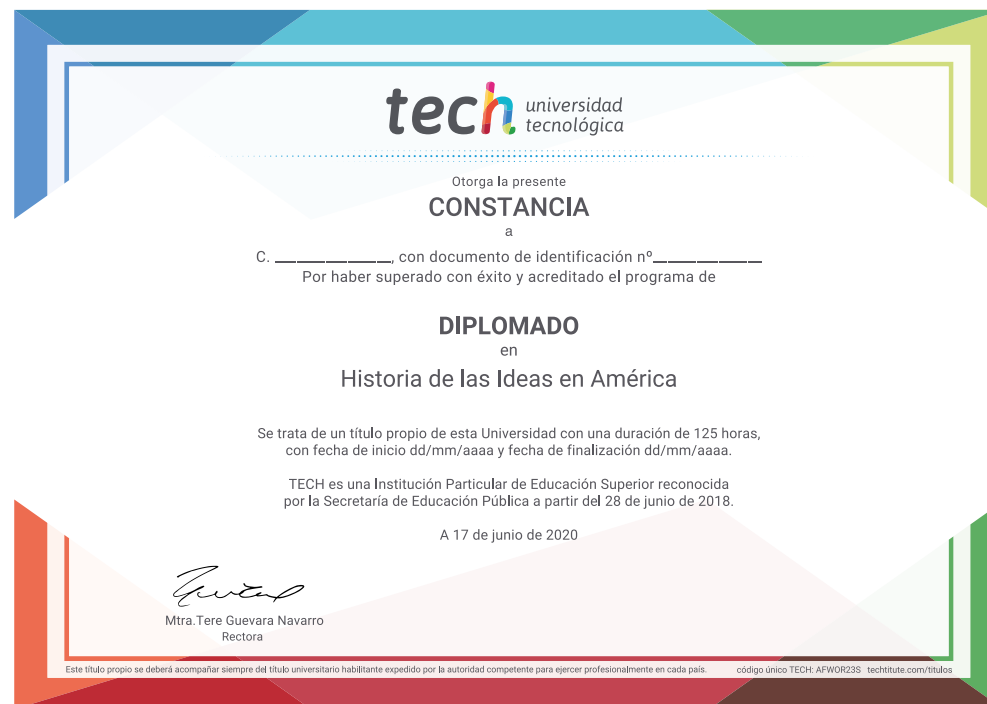 tech universidad tecnológica
Otorga la presente
CONSTANCIA
a
C. ______________, con documento de identificación nº______________
Por haber superado con éxito y acreditado el programa de
DIPLOMADO
en
Historia de las Ideas en América
Se trata de un título propio de esta Universidad con una duración de 125 horas,
con fecha de inicio dd/mm/aaaa y fecha de finalización dd/mm/aaaa.
TECH es una Institución Particular de Educación Superior reconocida
por la Secretaría de Educación Pública a partir del 28 de junio de 2018.
A 17 de junio de 2020
Mtra.Tere Guevara Navarro
Rectora
Este título propio se deberá acompañar siempre del título universitario habilitante expedido por la autoridad competente para ejercer profesionalmente en cada país. código único TECH: AFWOR23S techtitute.com/titulos